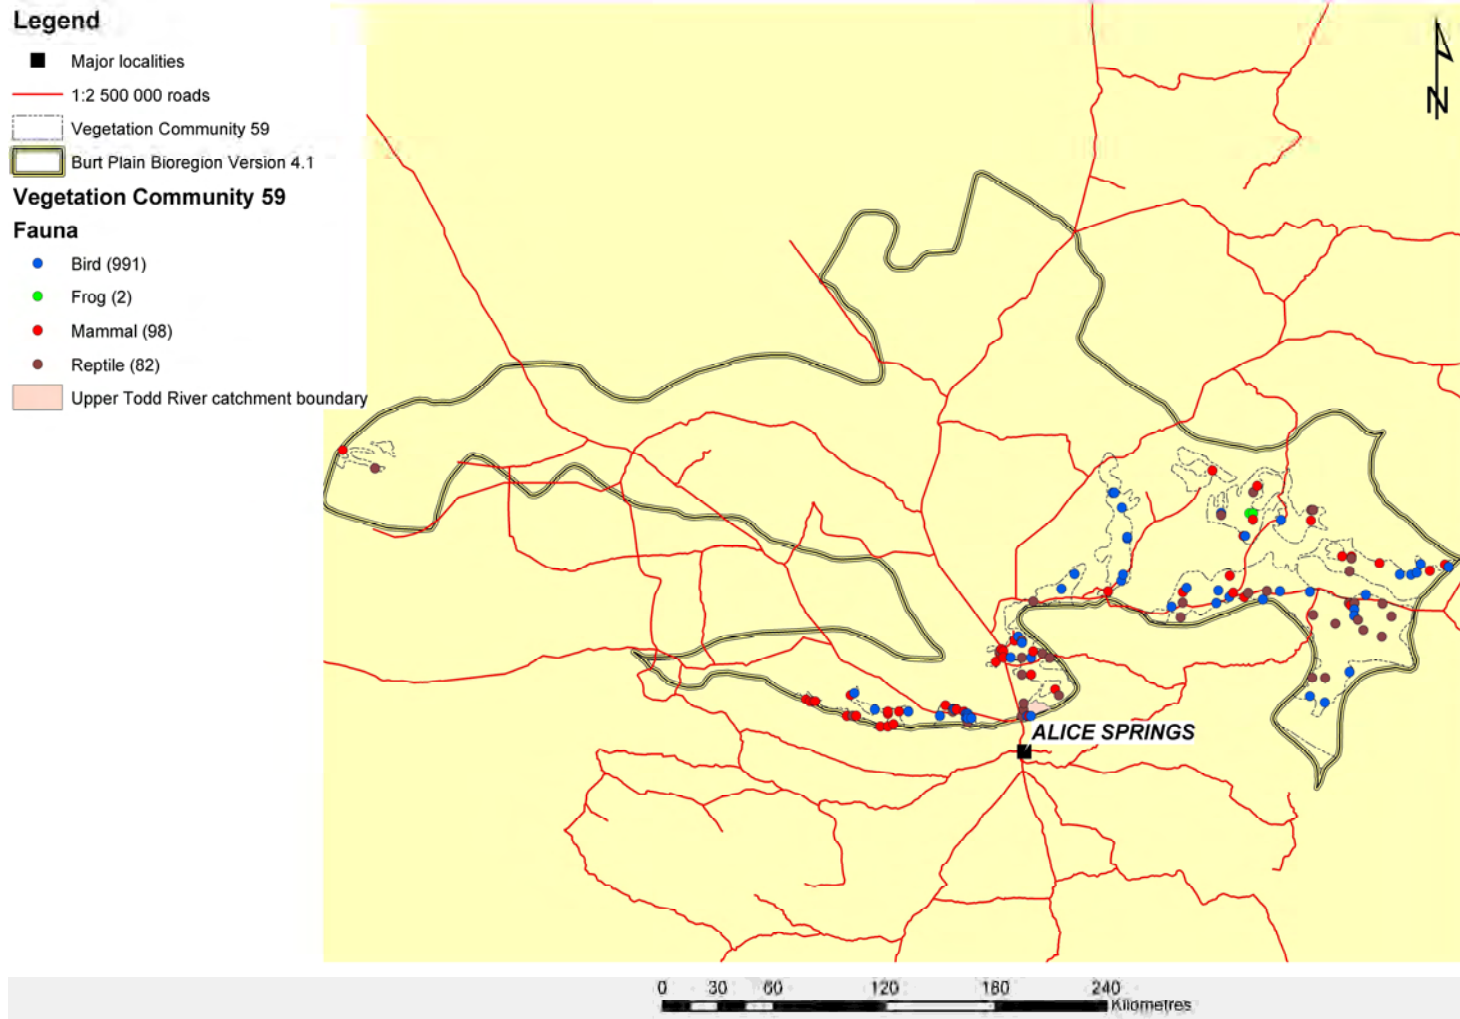 Legend
Major localities
1:2 500 000 roads
Vegetation Community 59
Burt Plain Bioregion Version 4.1
Vegetation Community 59
Fauna
Bird (991)
Frog (2)
Mammal (98)
Reptile (82)
Upper Todd River catchment boundary
N
ALICE SPRINGS
0 30 60 120 180 240
Kilometres